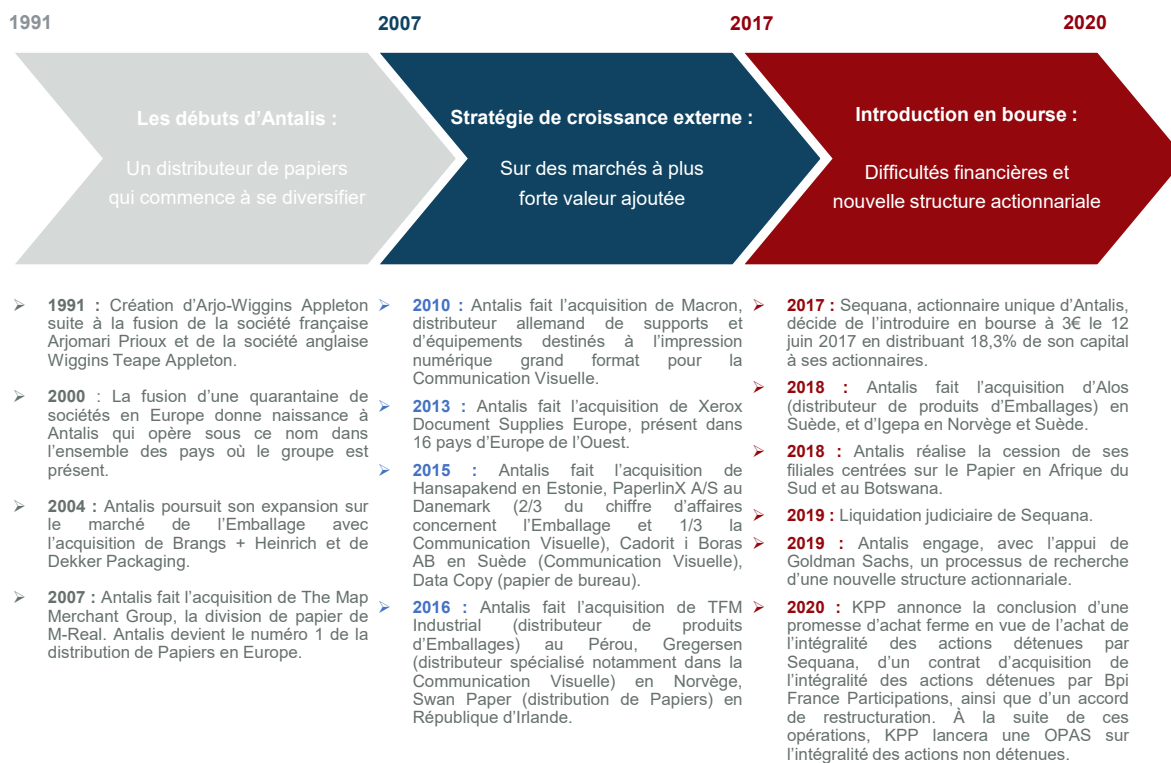 1991
2007
2017
2020
Les débuts d'Antalis :
Un distributeur de papiers
qui commence à se diversifier
Stratégie de croissance externe :
Sur des marchés à plus
forte valeur ajoutée
Introduction en bourse :
Difficultés financières et
nouvelle structure actionnariale
➢ 1991 : Création d'Arjo-Wiggins Appleton
suite à la fusion de la société française
Arjomari Prioux et de la société anglaise
Wiggins Teape Appleton.
➢ 2000 : La fusion d'une quarantaine de
sociétés en Europe donne naissance à
Antalis qui opère sous ce nom dans
l'ensemble des pays où le groupe est
présent.
➢ 2004 : Antalis poursuit son expansion sur
le marché de l'Emballage avec
l'acquisition de Brangs + Heinrich et de
Dekker Packaging.
➢ 2007 : Antalis fait l'acquisition de The Map
Merchant Group, la division de papier de
M-Real. Antalis devient le numéro 1 de la
distribution de Papiers en Europe.
➢ 2010 : Antalis fait l'acquisition de Macron,
distributeur allemand de supports et
d'équipements destinés à l'impression
numérique grand format pour la
Communication Visuelle.
➢ 2013 : Antalis fait l'acquisition de Xerox
Document Supplies Europe, présent dans
16 pays d'Europe de l'Ouest.
➢ 2015 : Antalis fait l'acquisition de
Hansapakend en Estonie, PaperlinX A/S au
Danemark (2/3 du chiffre d'affaires
concernent l'Emballage et 1/3 la
Communication Visuelle), Cadorit i Boras
AB en Suède (Communication Visuelle),
Data Copy (papier de bureau).
➢ 2016 : Antalis fait l'acquisition de TFM
Industrial (distributeur de produits
d'Emballages) au Pérou, Gregersen
(distributeur spécialisé notamment dans la
Communication Visuelle) en Norvège,
Swan Paper (distribution de Papiers) en
République d'Irlande.
➢ 2017 : Sequana, actionnaire unique d'Antalis,
décide de l'introduire en bourse à 3€ le 12
juin 2017 en distribuant 18,3% de son capital
à ses actionnaires.
➢ 2018 : Antalis fait l'acquisition d'Alos
(distributeur de produits d'Emballages) en
Suède, et d'Igepa en Norvège et Suède.
➢ 2018 : Antalis réalise la cession de ses
filiales centrées sur le Papier en Afrique du
Sud et au Botswana.
➢ 2019 : Liquidation judiciaire de Sequana.
➢ 2019 : Antalis engage, avec l'appui de
Goldman Sachs, un processus de recherche
d'une nouvelle structure actionnariale.
➢ 2020 : KPP annonce la conclusion d'une
promesse d'achat ferme en vue de l'achat de
l'intégralité des actions détenues par
Sequana, d'un contrat d'acquisition de
l'intégralité des actions détenues par Bpi
France Participations, ainsi que d'un accord
de restructuration. À la suite de ces
opérations, KPP lancera une OPAS sur
l'intégralité des actions non détenues.